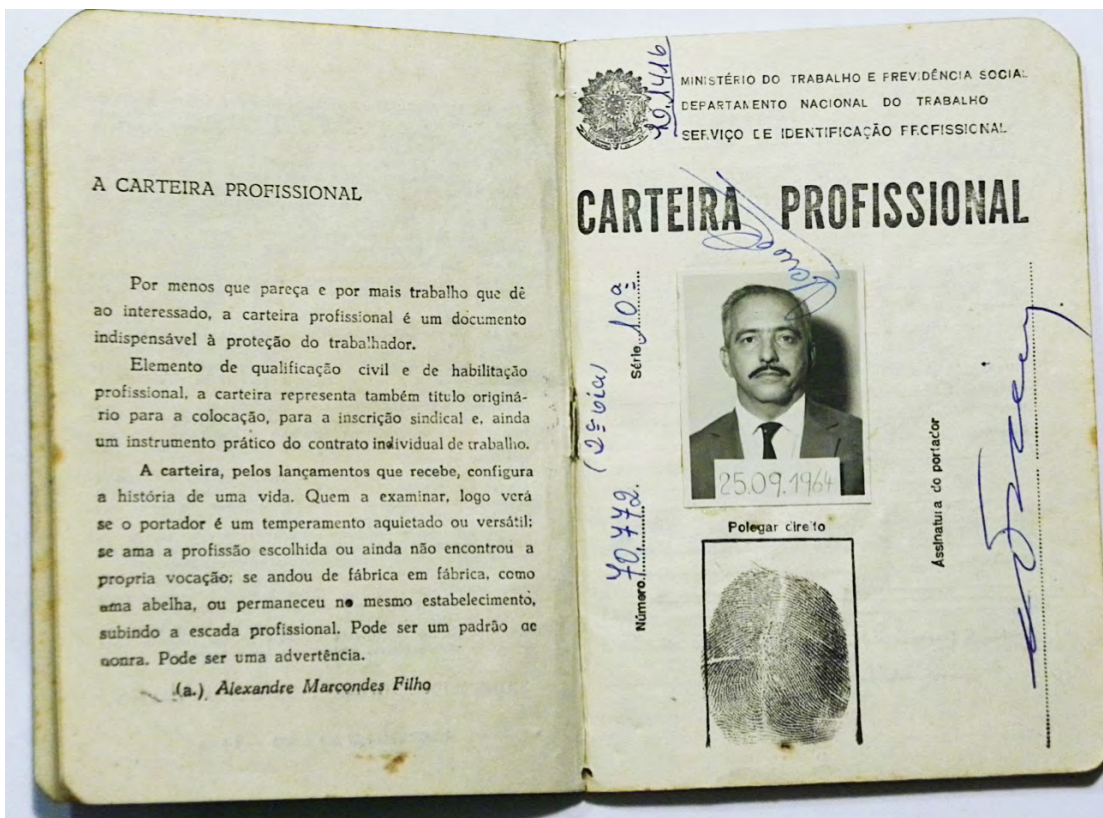 A CARTEIRA PROFISSIONAL
Por menos que pareça e por mais trabalho que dê
ao interessado, a carteira profissional é um documento
indispensável à proteção do trabalhador.
Elemento de qualificação civil e de habilitação
profissional, a carteira representa também título originá-
rio para a colocação, para a inscrição sindical e, ainda
um instrumento prático do contrato individual de trabalho.
A carteira, pelos lançamentos que recebe, configura
a história de uma vida. Quem a examinar, logo verá
se o portador é um temperamento aquietado ou versátil;
se ama a profissão escolhida ou ainda não encontrou a
propria vocação; se andou de fábrica em fábrica, como
uma abelha, ou permaneceu no mesmo estabelecimento,
subindo a escada profissional. Pode ser um padrão de
honra. Pode ser uma advertência.
(a.) Alexandre Marcondes Filho
MINISTÉRIO DO TRABALHO E PREVIDÊNCIA SOCIAL
DEPARTAMENTO NACIONAL DO TRABALHO
SERVIÇO DE IDENTIFICAÇÃO PROFISSIONAL
CARTEIRA PROFISSIONAL
Número 70.772. (2ª via) Série 10ª
25.09.1964
Polegar direito
Assinatura do portador